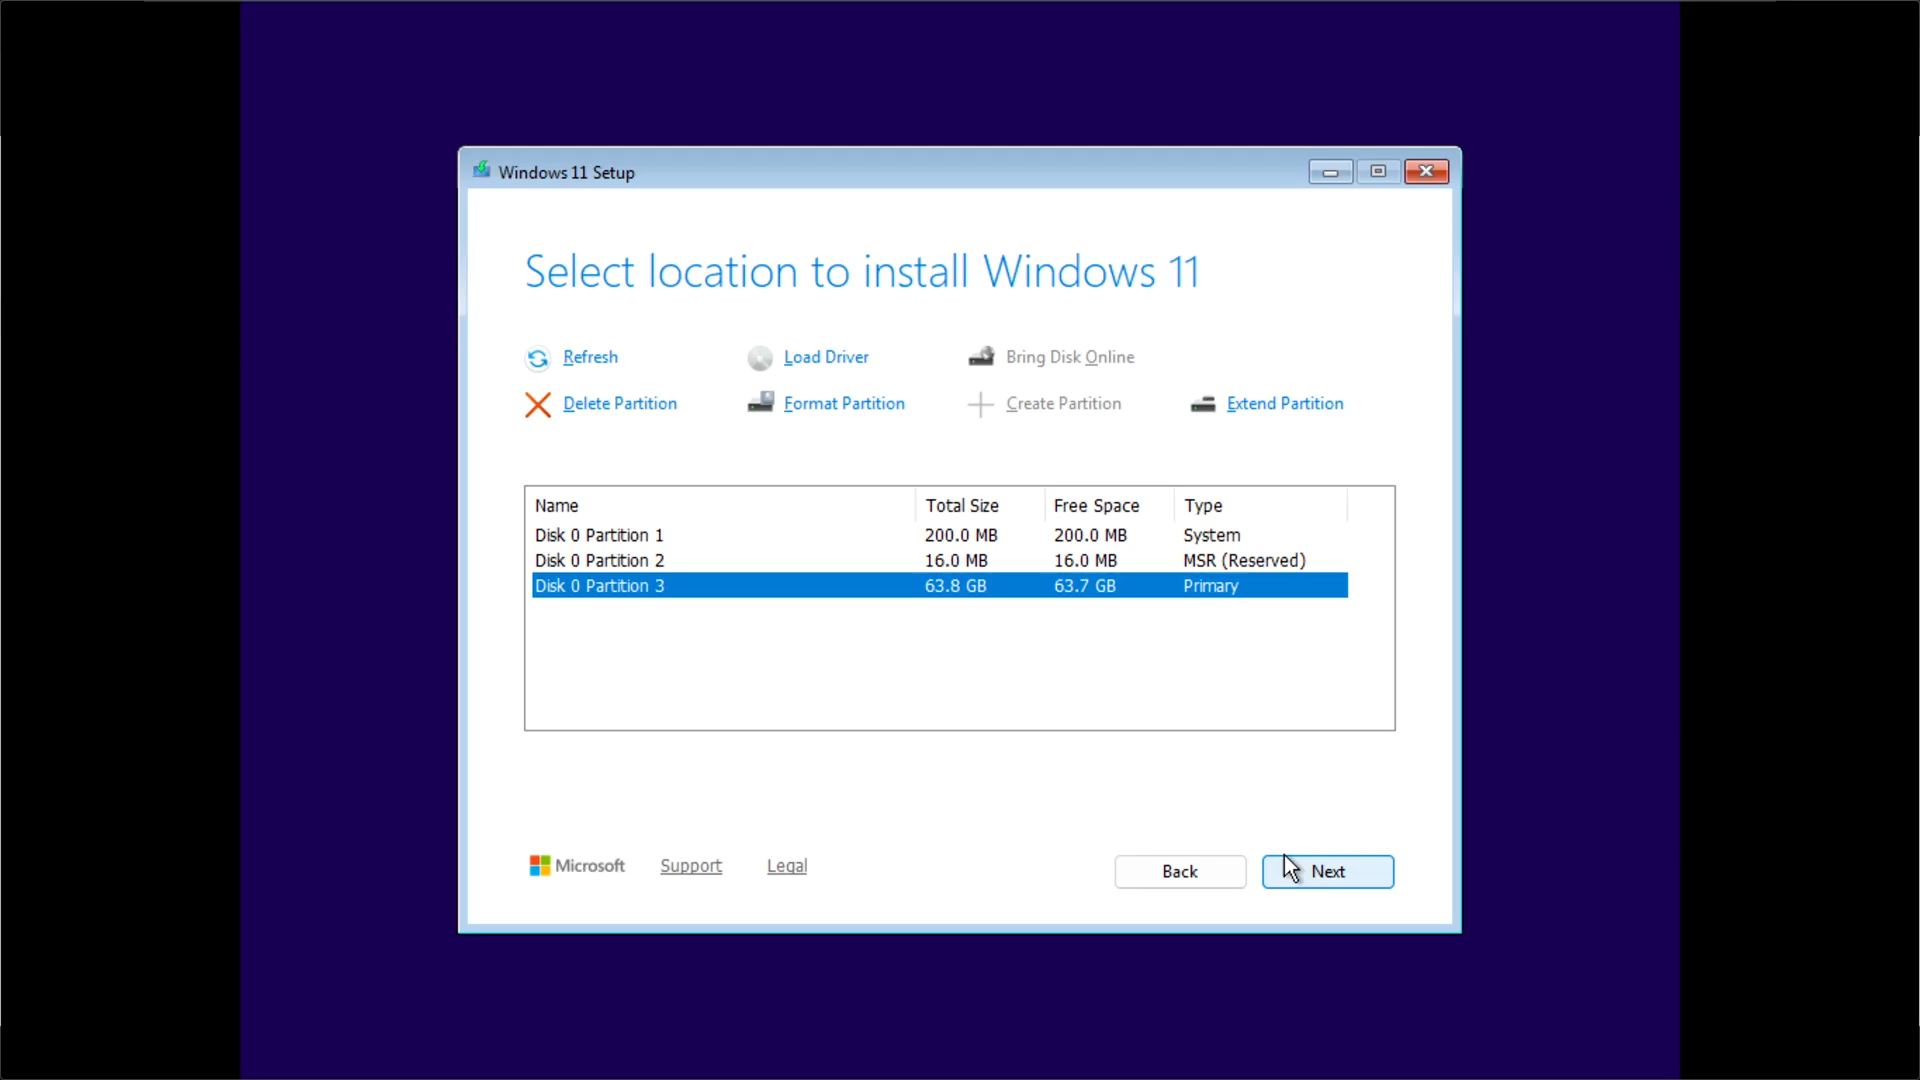 Windows 11 Setup
Select location to install Windows 11
Refresh Load Driver Bring Disk Online
Delete Partition Format Partition Create Partition Extend Partition
Name Total Size Free Space Type
Disk 0 Partition 1 200.0 MB 200.0 MB System
Disk 0 Partition 2 16.0 MB 16.0 MB MSR (Reserved)
Disk 0 Partition 3 63.8 GB 63.7 GB Primary
Microsoft Support Legal Back Next